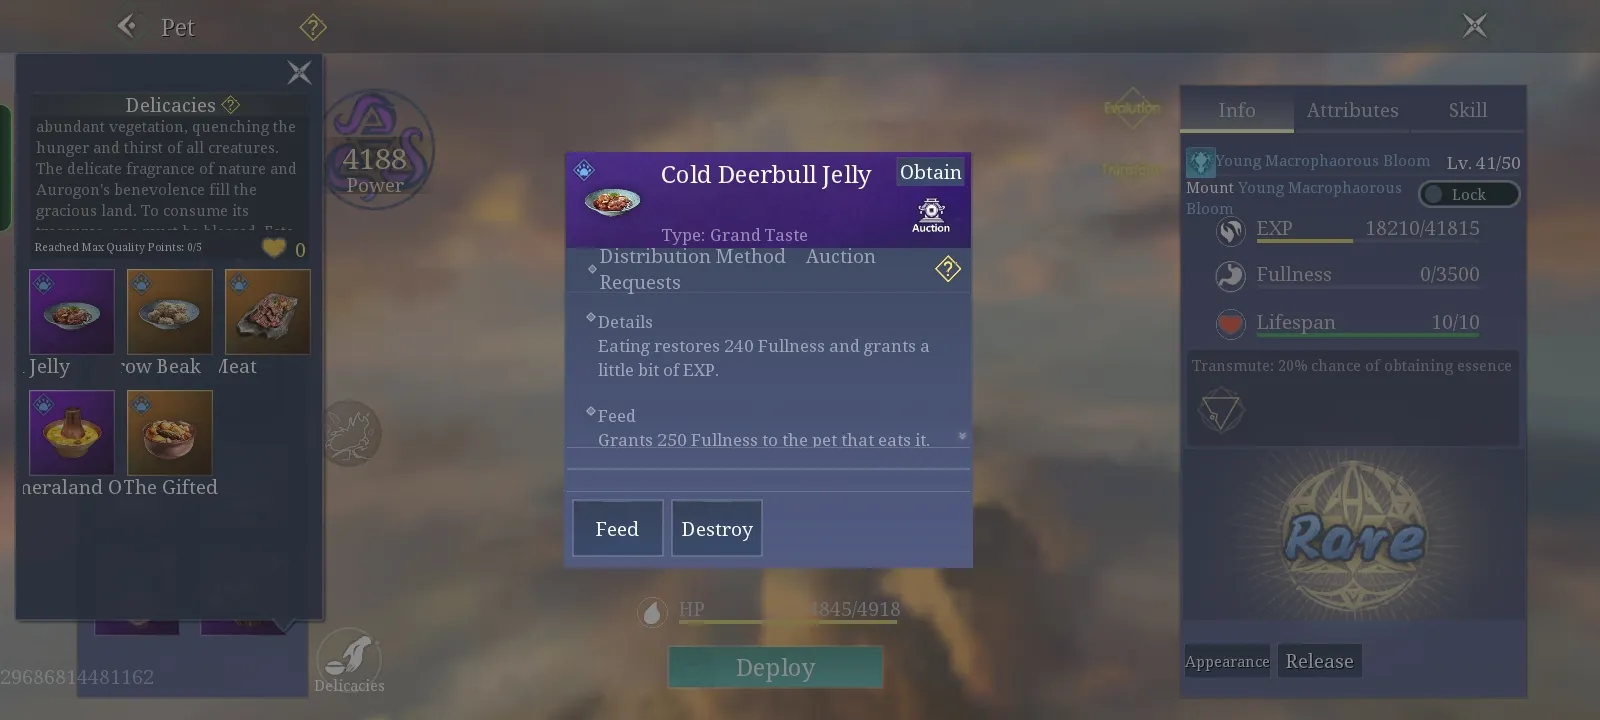 Pet
Delicacies
abundant vegetation, quenching the
hunger and thirst of all creatures.
The delicate fragrance of nature and
Aurogon's benevolence fill the
gracious land. To consume its
Reached Max Quality Points: 0/5
0
Jelly
row Beak
Meat
neraland O
The Gifted
29686814481162
Delicacies
4188
Power
Cold Deerbull Jelly
Obtain
Auction
Type: Grand Taste
Distribution Method Auction
Requests
Details
Eating restores 240 Fullness and grants a
little bit of EXP.
Feed
Grants 250 Fullness to the pet that eats it.
Feed
Destroy
HP 4845/4918
Deploy
Evolution
Info
Attributes
Skill
Young Macrophaorous Bloom
Lv. 41/50
Mount Young Macrophaorous
Bloom
Lock
EXP 18210/41815
Fullness 0/3500
Lifespan 10/10
Transmute: 20% chance of obtaining essence
Rare
Appearance
Release